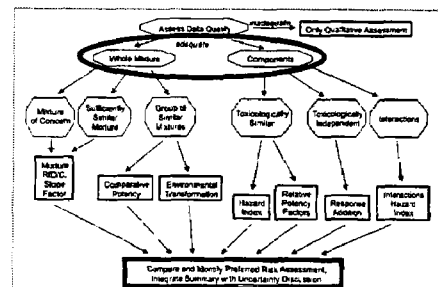 Assess Data Quality
inadequate
Only Qualitative Assessment
adequate
Whole Mixture
Components
Mixture
of Concern
Sufficiently
Similar
Mixture
Group of
Similar
Mixtures
Toxicologically
Similar
Toxicologically
Independent
Interactions
Mixture
RfD/C,
Slope
Factor
Comparative
Potency
Environmental
Transformation
Hazard
Index
Relative
Potency
Factors
Response
Addition
Interactions
Hazard
Index
Compare and Identify Preferred Risk Assessment,
Integrate Summary with Uncertainty Discussion